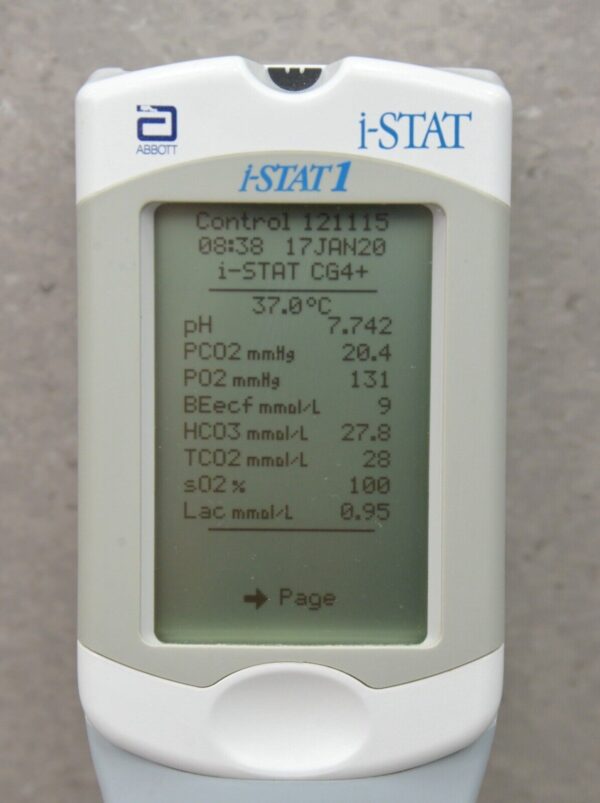 ABBOTT
i-STAT
i-STAT 1
Control 121115
08:38 17JAN20
i-STAT CG4+
37.0°C
pH 7.742
PCO2 mmHg 20.4
PO2 mmHg 131
BEecf mmol/L 9
HCO3 mmol/L 27.8
TCO2 mmol/L 28
sO2 % 100
Lac mmol/L 0.95
➔ Page